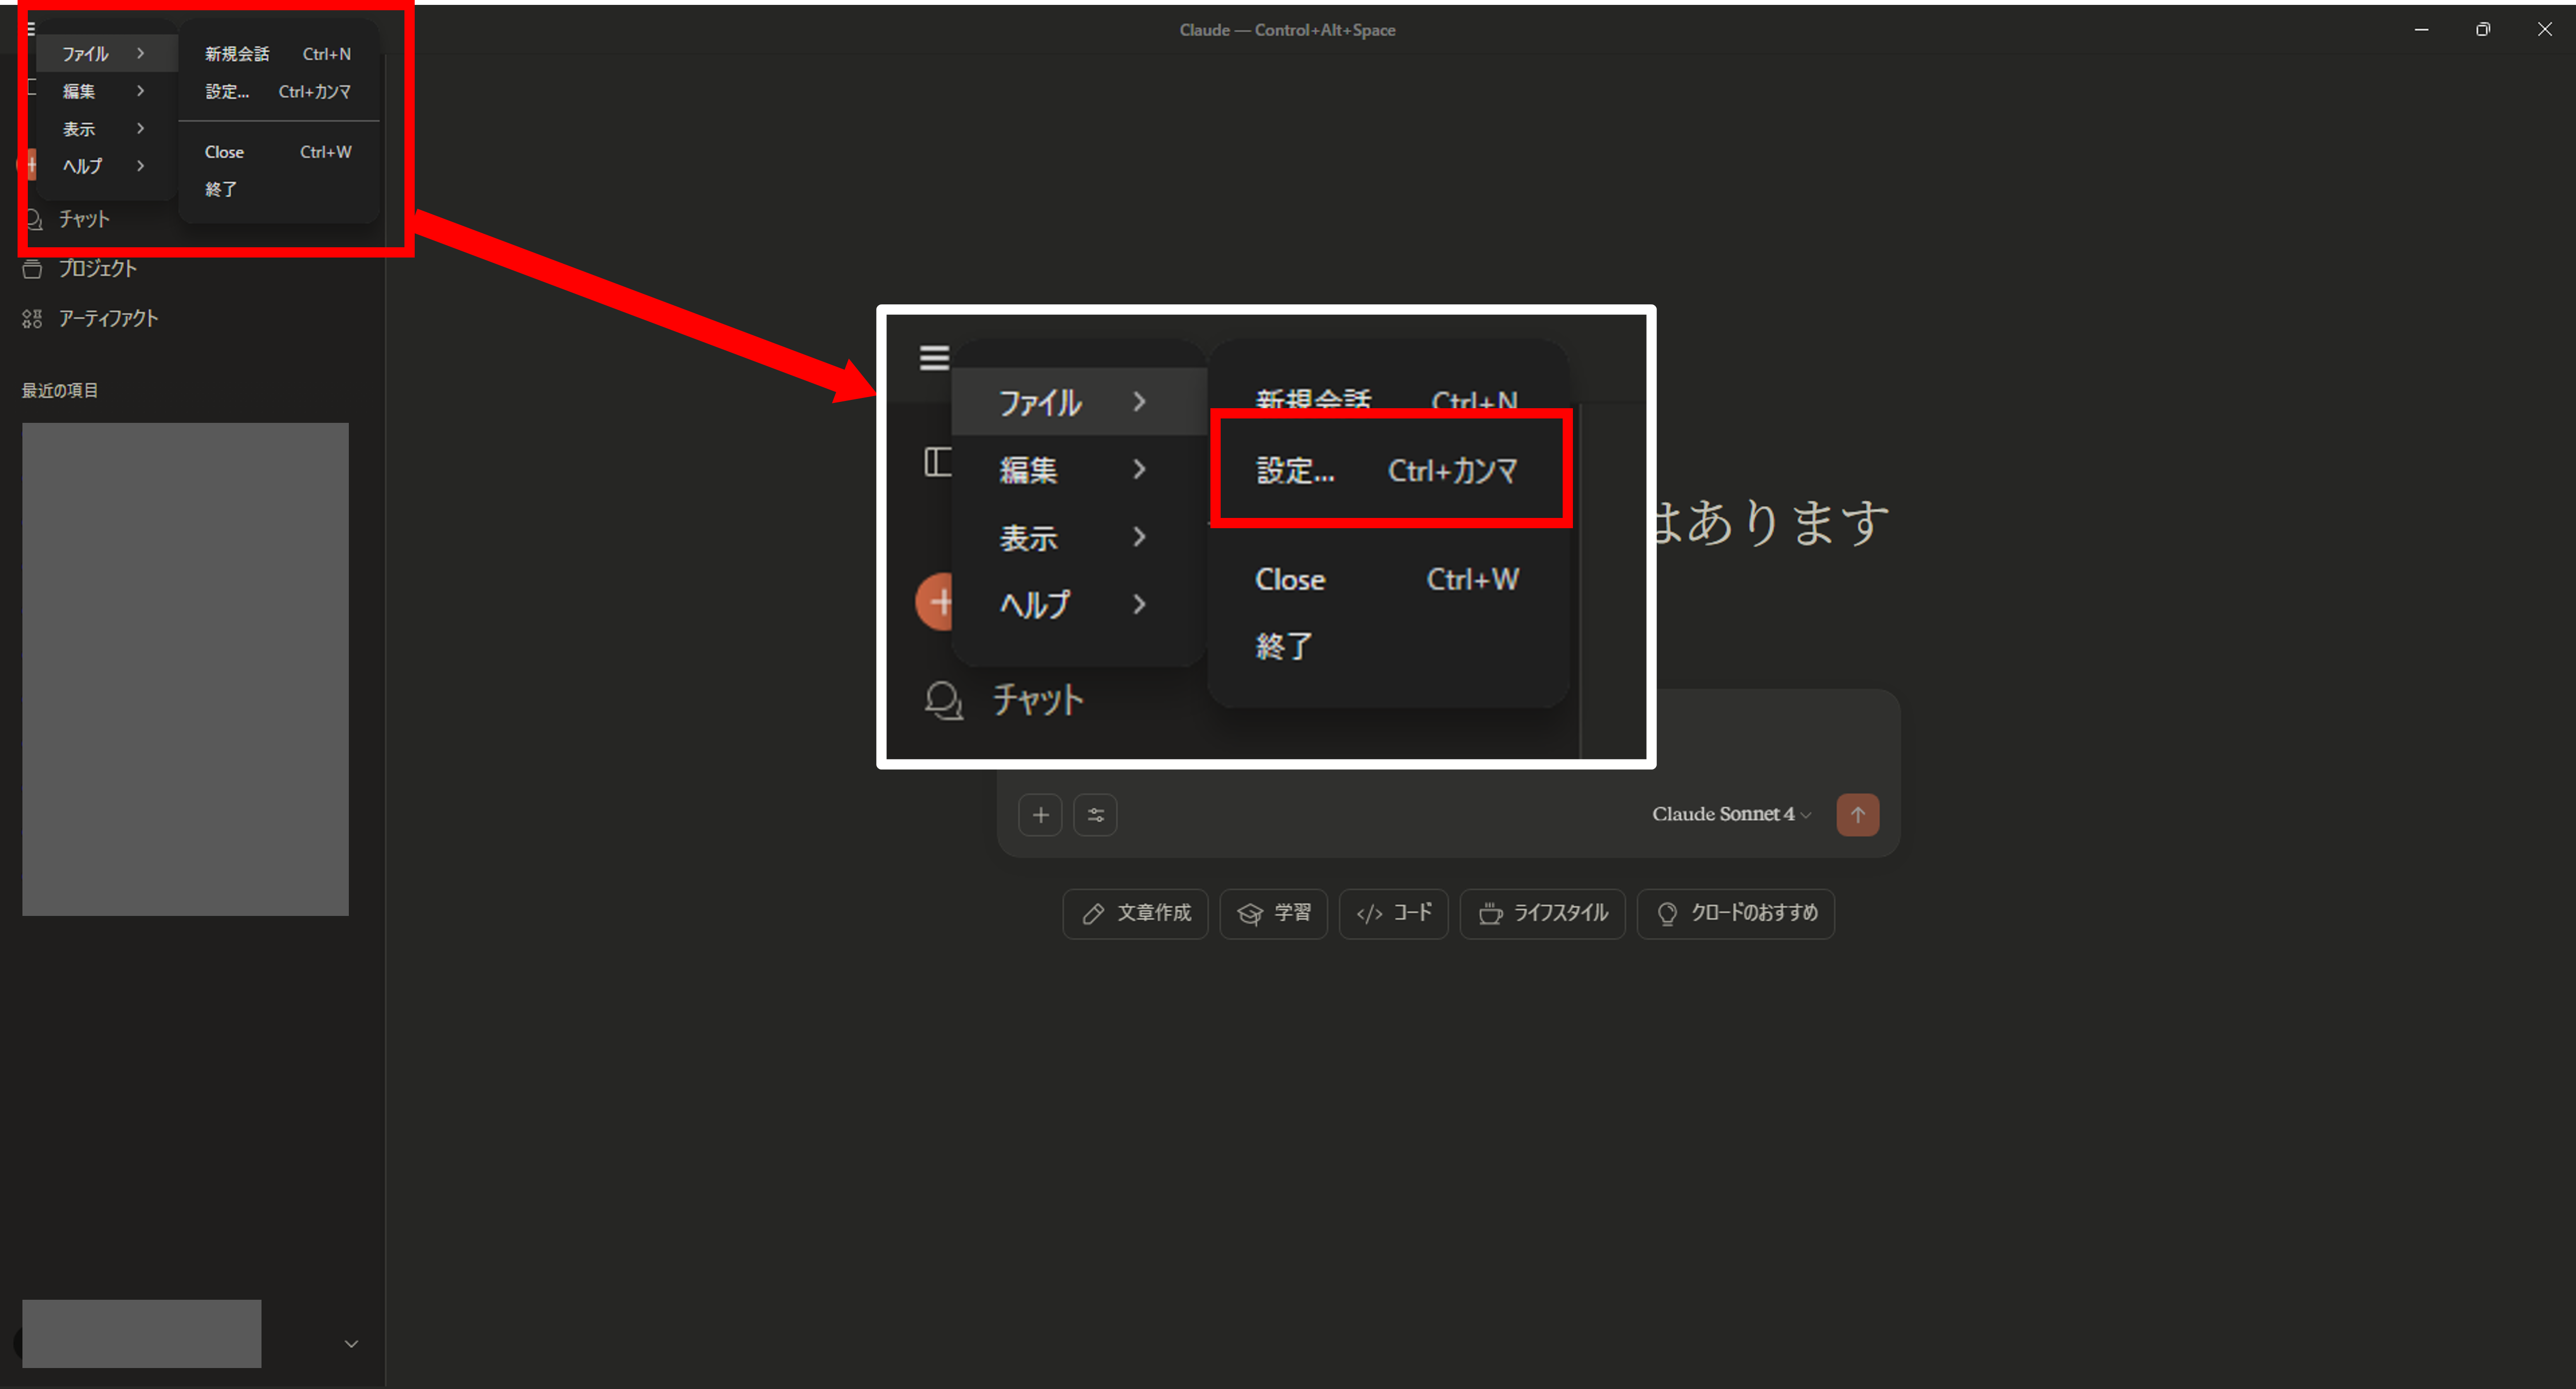 Claude — Control+Alt+Space
ファイル
編集
表示
ヘルプ
新規会話 Ctrl+N
設定... Ctrl+カンマ
Close Ctrl+W
終了
チャット
プロジェクト
アーティファクト
最近の項目
ファイル
編集
表示
ヘルプ
新規会話 Ctrl+N
設定... Ctrl+カンマ
Close Ctrl+W
終了
チャット
はあります
Claude Sonnet 4
文章作成
学習
コード
ライフスタイル
クロードのおすすめ